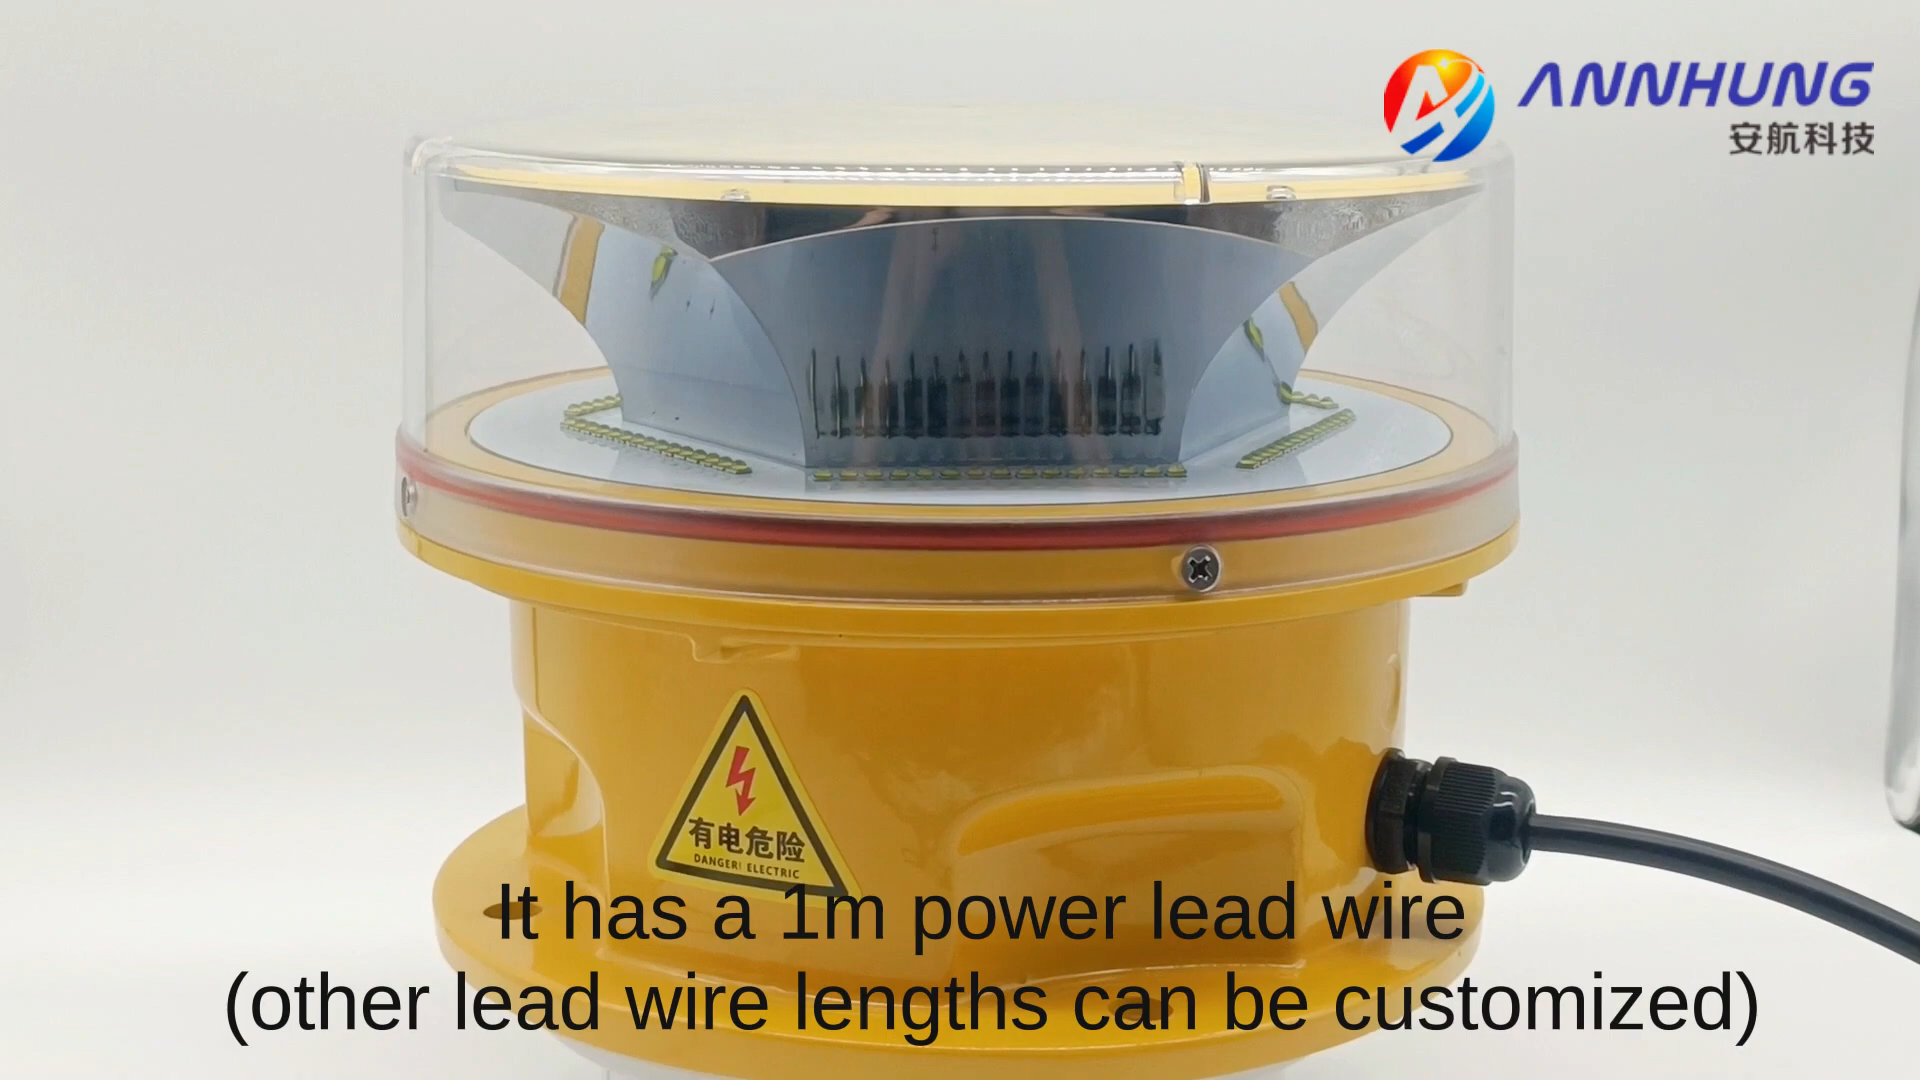 ANNHUNG
安航科技
有电危险
DANGER! ELECTRIC
It has a 1m power lead wire
(other lead wire lengths can be customized)